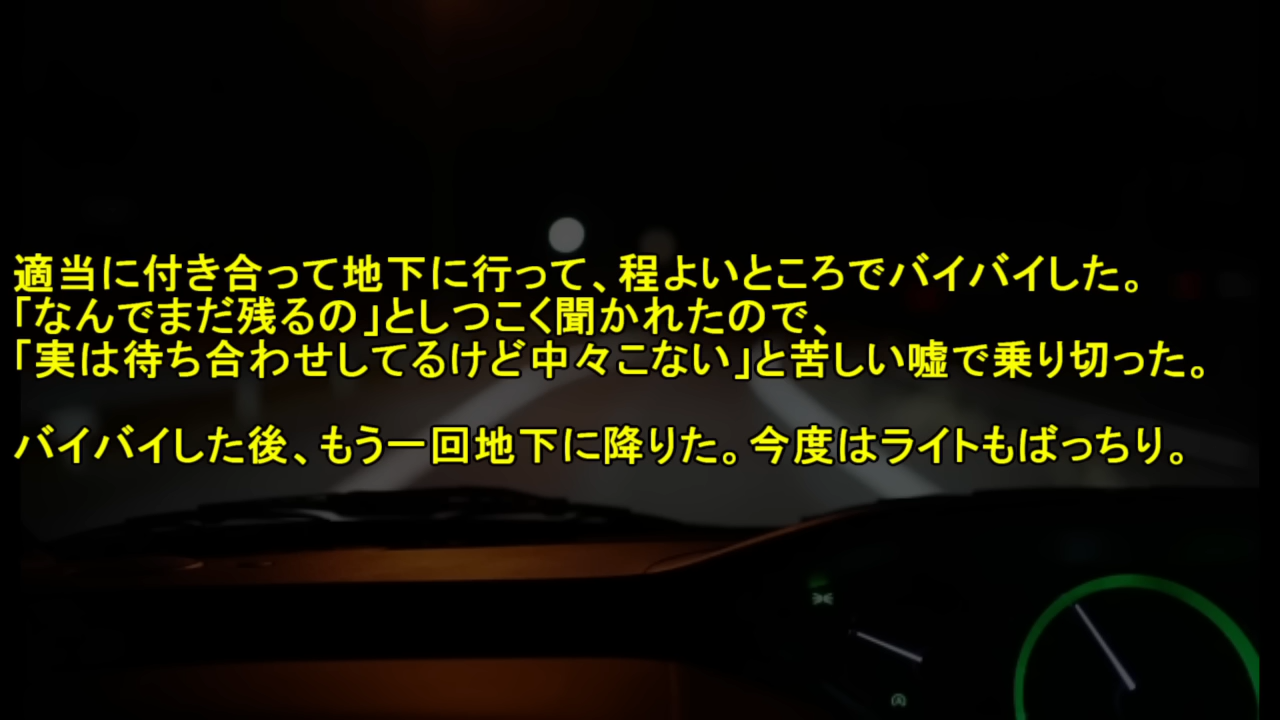 適当に付き合って地下に行って、程よいところでバイバイした。
「なんでまだ残るの」としつこく聞かれたので、
「実は待ち合わせしてるけど中々こない」と苦しい嘘で乗り切った。
バイバイした後、もう一回地下に降りた。今度はライトもばっちり。